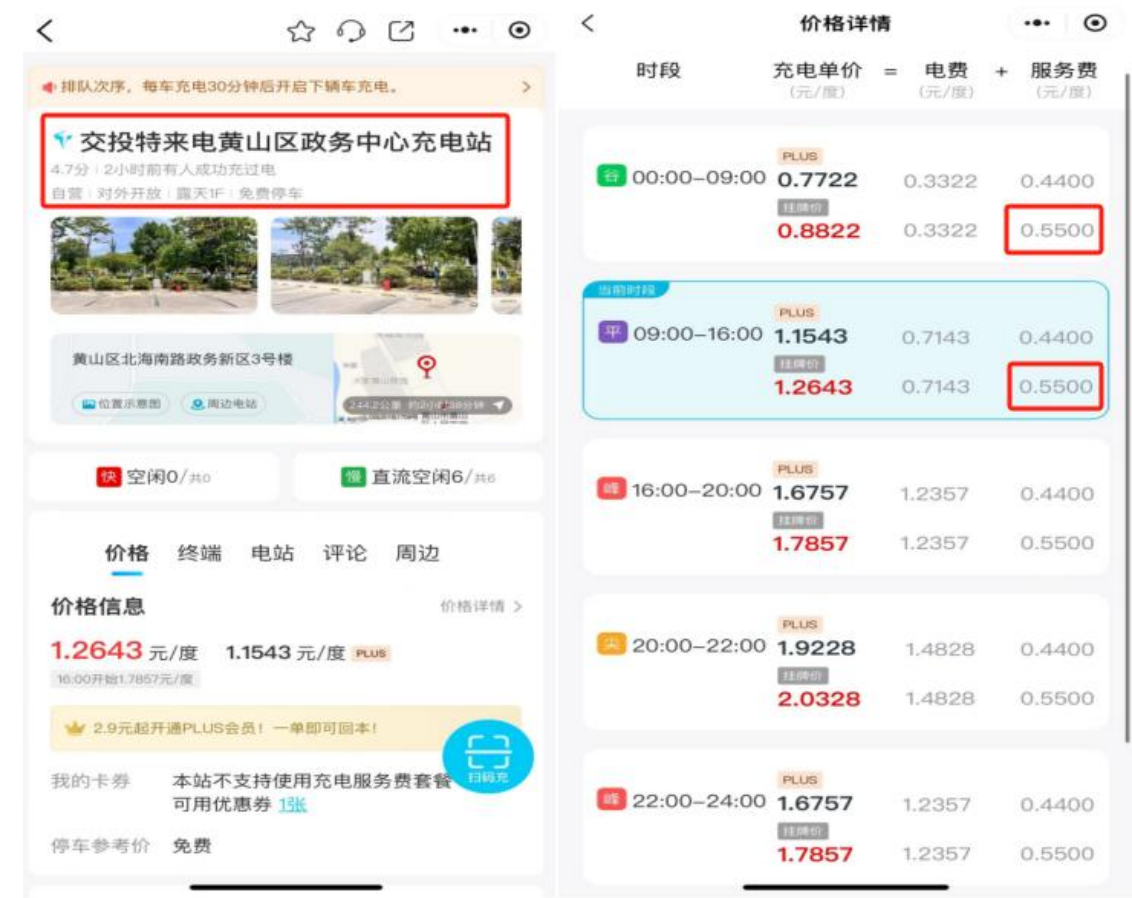 排队次序，每车充电30分钟后开启下辆车充电。
交投特来电黄山区政务中心充电站
4.7分 | 2小时前有人成功充过电
自营 | 对外开放 | 露天1F | 免费停车
黄山区北海南路政务新区3号楼
位置示意图
周边电站
快 空闲0/共0
慢 直流空闲6/共6
价格 终端 电站 评论 周边
价格信息
价格详情
1.2643 元/度 1.1543 元/度 PLUS
16:00开始1.7857元/度
2.9元起开通PLUS会员！一单即可回本！
扫码充
我的卡券 本站不支持使用充电服务费套餐
可用优惠券 1张
停车参考价 免费
价格详情
时段 充电单价 = 电费 + 服务费
(元/度) (元/度) (元/度)
PLUS
谷 00:00-09:00 0.7722 0.3322 0.4400
挂牌价
0.8822 0.3322 0.5500
当前时段
PLUS
平 09:00-16:00 1.1543 0.7143 0.4400
挂牌价
1.2643 0.7143 0.5500
PLUS
峰 16:00-20:00 1.6757 1.2357 0.4400
挂牌价
1.7857 1.2357 0.5500
PLUS
尖 20:00-22:00 1.9228 1.4828 0.4400
挂牌价
2.0328 1.4828 0.5500
PLUS
峰 22:00-24:00 1.6757 1.2357 0.4400
挂牌价
1.7857 1.2357 0.5500